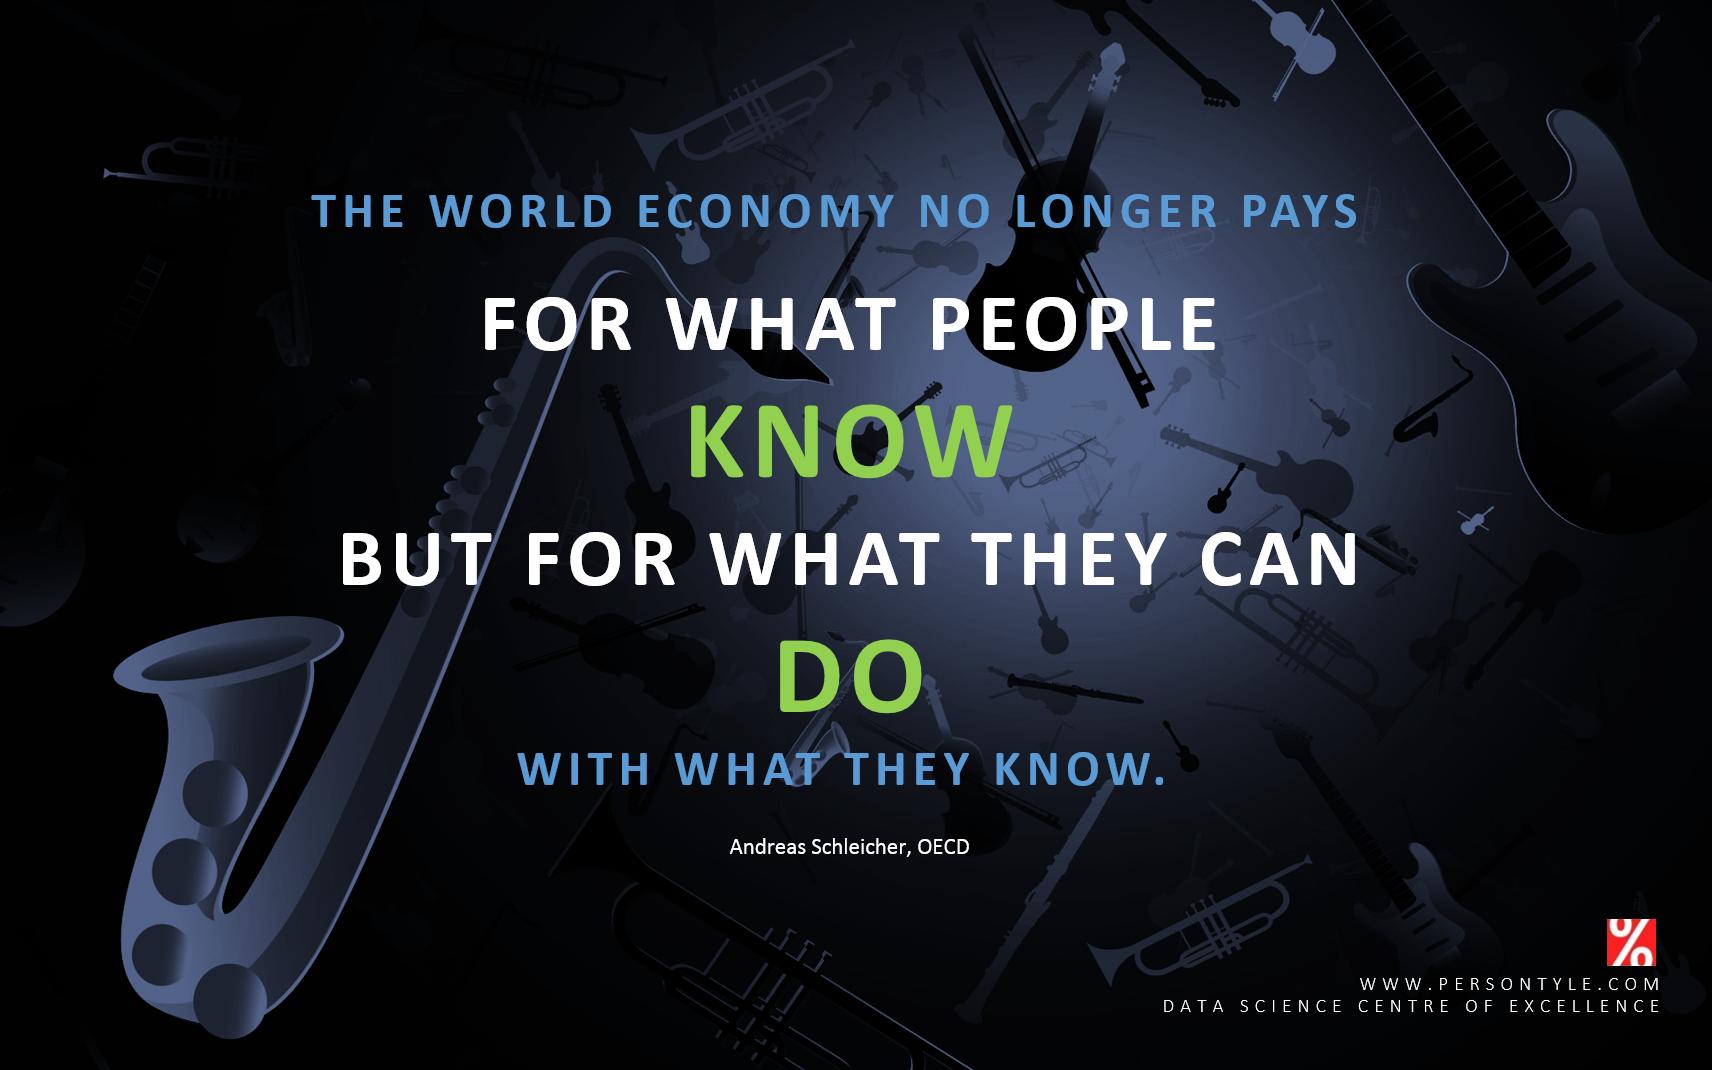 THE WORLD ECONOMY NO LONGER PAYS
FOR WHAT PEOPLE
KNOW
BUT FOR WHAT THEY CAN
DO
WITH WHAT THEY KNOW.
Andreas Schleicher, OECD
%
WWW.PERSONTYLE.COM
DATA SCIENCE CENTRE OF EXCELLENCE